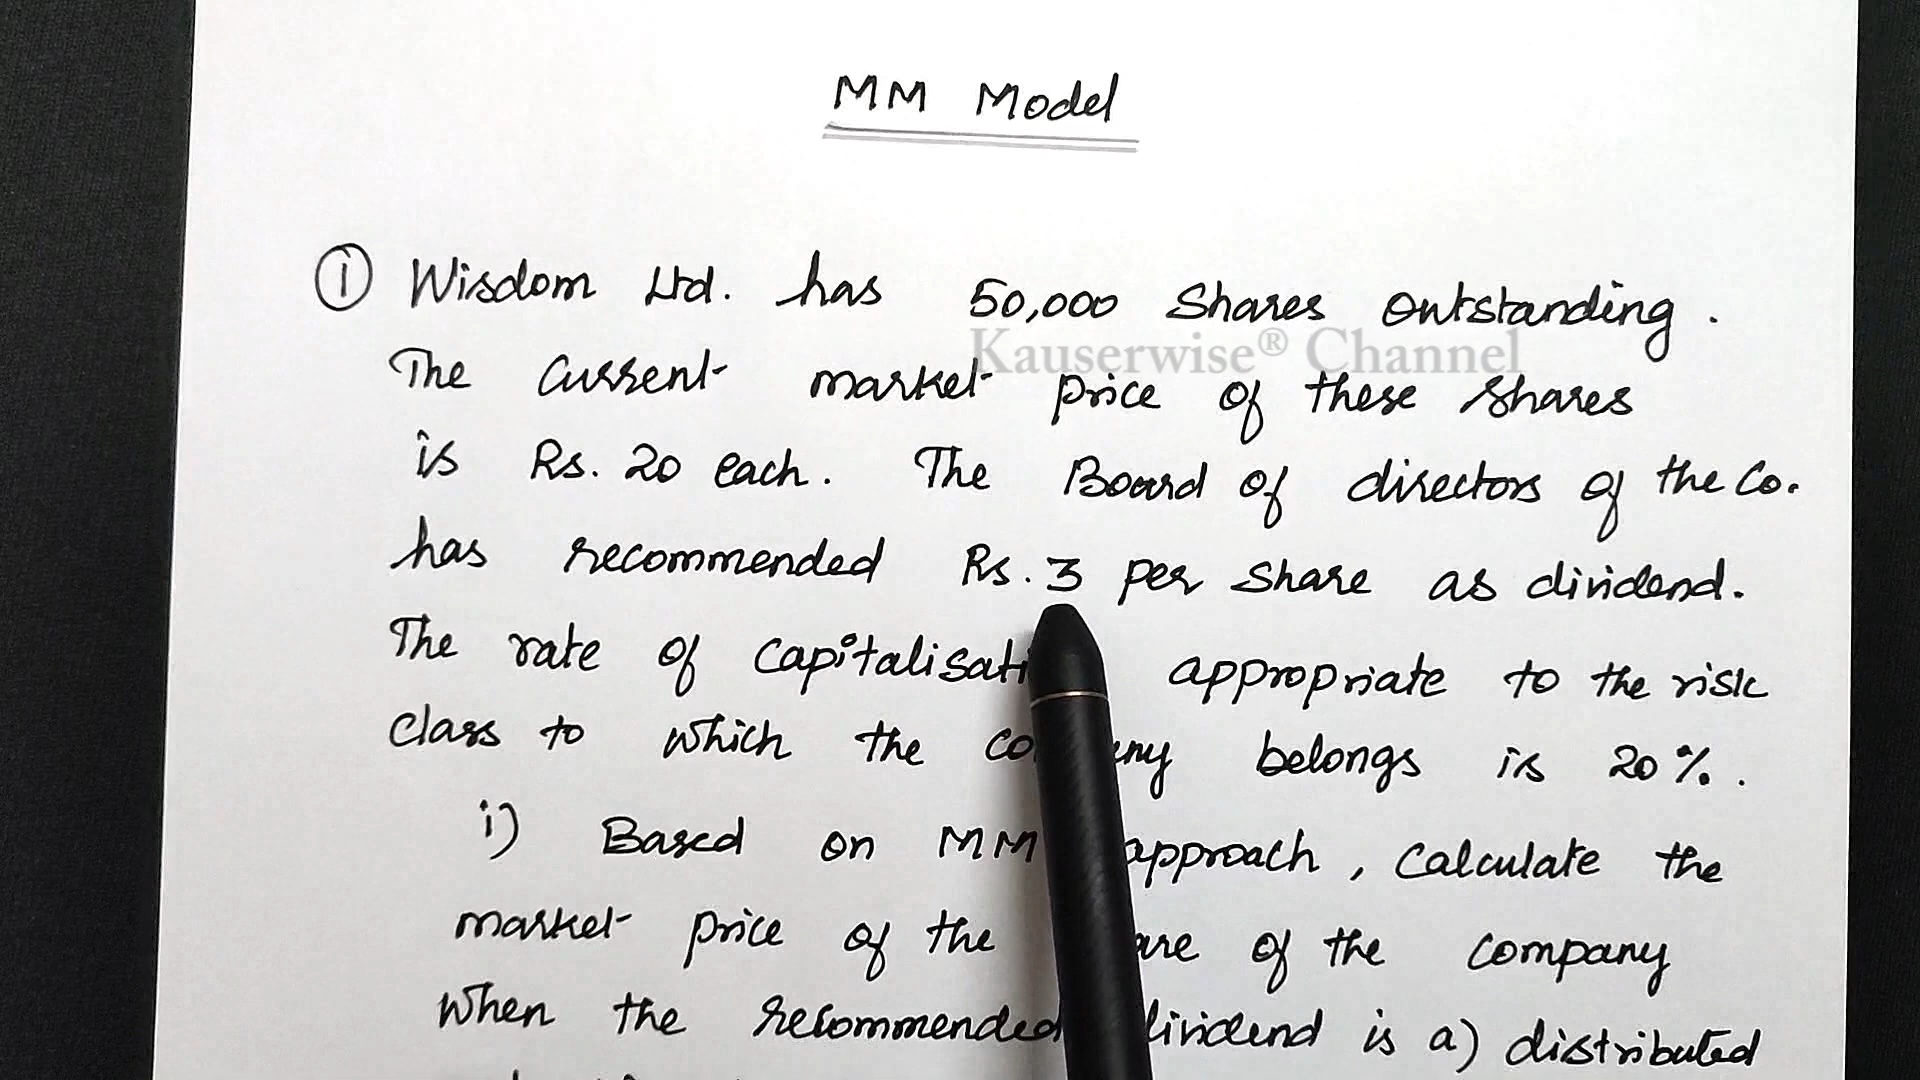 MM Model
① Wisdom Ltd. has 50,000 Shares outstanding.
Kauserwise® Channel
The Current market price of these shares
is Rs. 20 each. The Board of directors of the Co.
has recommended Rs. 3 per share as dividend.
The rate of Capitalisati appropriate to the risk
Class to which the co any belongs is 20%.
i) Based on MM approach, Calculate the
market price of the are of the company
When the recommended dividend is a) distributed